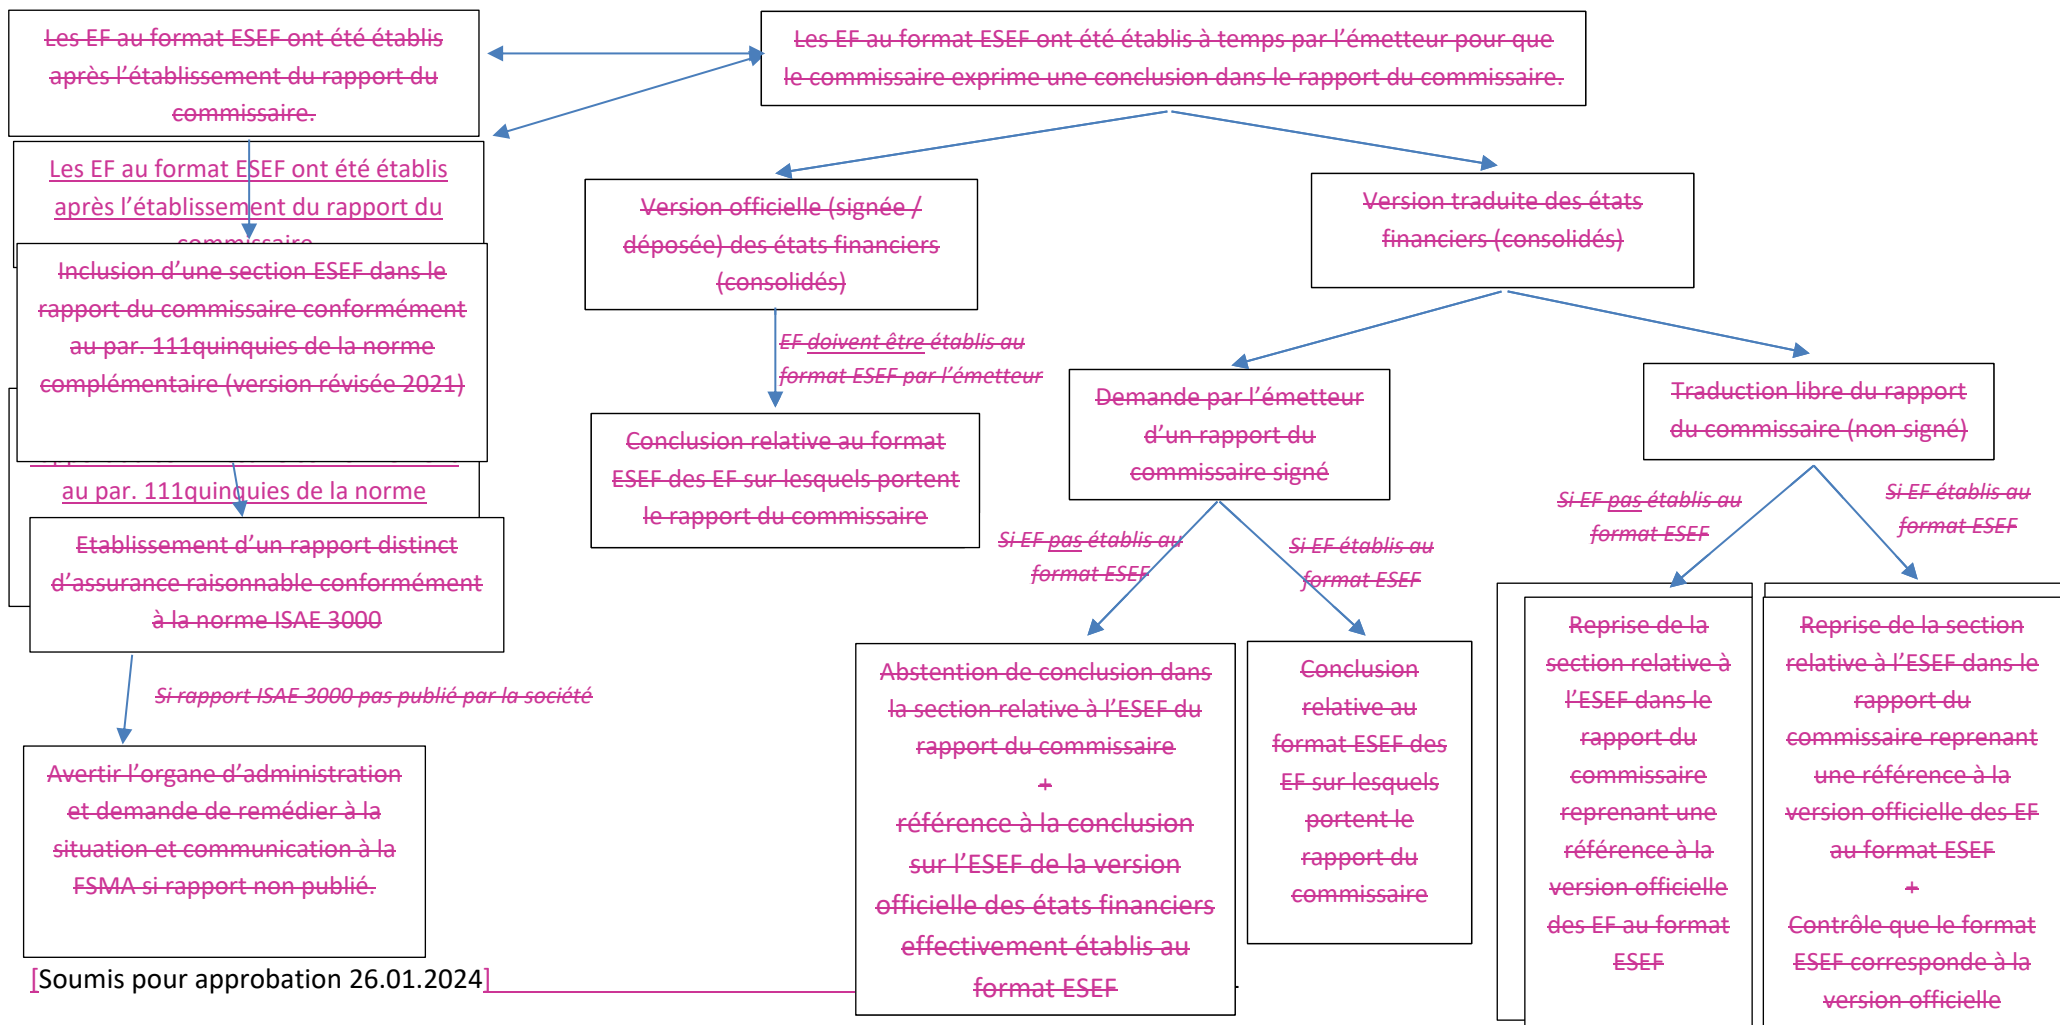 Les EF au format ESEF ont été établis
après l’établissement du rapport du
commissaire.
Les EF au format ESEF ont été établis à temps par l’émetteur pour que
le commissaire exprime une conclusion dans le rapport du commissaire.
Les EF au format ESEF ont été établis
après l’établissement du rapport du
commissaire
Inclusion d’une section ESEF dans le
rapport du commissaire conformément
au par. 111quinquies de la norme
complémentaire (version révisée 2021)
au par. 111quinquies de la norme
Etablissement d’un rapport distinct
d’assurance raisonnable conformément
à la norme ISAE 3000
Si rapport ISAE 3000 pas publié par la société
Avertir l’organe d’administration
et demande de remédier à la
situation et communication à la
FSMA si rapport non publié.
Version officielle (signée /
déposée) des états financiers
(consolidés)
EF doivent être établis au
format ESEF par l’émetteur
Conclusion relative au format
ESEF des EF sur lesquels portent
le rapport du commissaire
Version traduite des états
financiers (consolidés)
Demande par l’émetteur
d’un rapport du
commissaire signé
Traduction libre du rapport
du commissaire (non signé)
Si EF pas établis au
format ESEF
Si EF établis au
format ESEF
Si EF pas établis au
format ESEF
Si EF établis au
format ESEF
Abstention de conclusion dans
la section relative à l’ESEF du
rapport du commissaire
+
référence à la conclusion
sur l’ESEF de la version
officielle des états financiers
effectivement établis au
format ESEF
Conclusion
relative au
format ESEF des
EF sur lesquels
portent le
rapport du
commissaire
Reprise de la
section relative à
l’ESEF dans le
rapport du
commissaire
reprenant une
référence à la
version officielle
des EF au format
ESEF
Reprise de la section
relative à l’ESEF dans le
rapport du
commissaire reprenant
une référence à la
version officielle des EF
au format ESEF
+
Contrôle que le format
ESEF corresponde à la
version officielle
[Soumis pour approbation 26.01.2024]